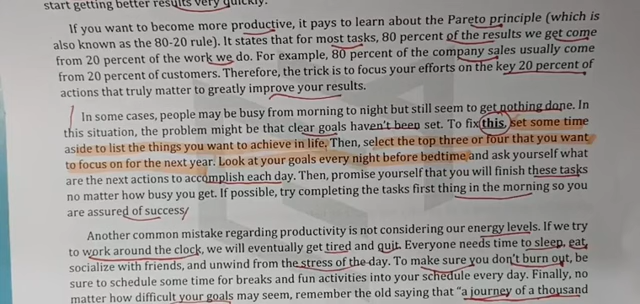 start getting better results very quickly.
If you want to become more productive, it pays to learn about the Pareto principle (which is
also known as the 80-20 rule). It states that for most tasks, 80 percent of the results we get come
from 20 percent of the work we do. For example, 80 percent of the company sales usually come
from 20 percent of customers. Therefore, the trick is to focus your efforts on the key 20 percent of
actions that truly matter to greatly improve your results.
In some cases, people may be busy from morning to night but still seem to get nothing done. In
this situation, the problem might be that clear goals haven't been set. To fix this, set some time
aside to list the things you want to achieve in life. Then, select the top three or four that you want
to focus on for the next year. Look at your goals every night before bedtime and ask yourself what
are the next actions to accomplish each day. Then, promise yourself that you will finish these tasks
no matter how busy you get. If possible, try completing the tasks first thing in the morning so you
are assured of success.
Another common mistake regarding productivity is not considering our energy levels. If we try
to work around the clock, we will eventually get tired and quit. Everyone needs time to sleep, eat,
socialize with friends, and unwind from the stress of the day. To make sure you don't burn out, be
sure to schedule some time for breaks and fun activities into your schedule every day. Finally, no
matter how difficult your goals may seem, remember the old saying that "a journey of a thousand